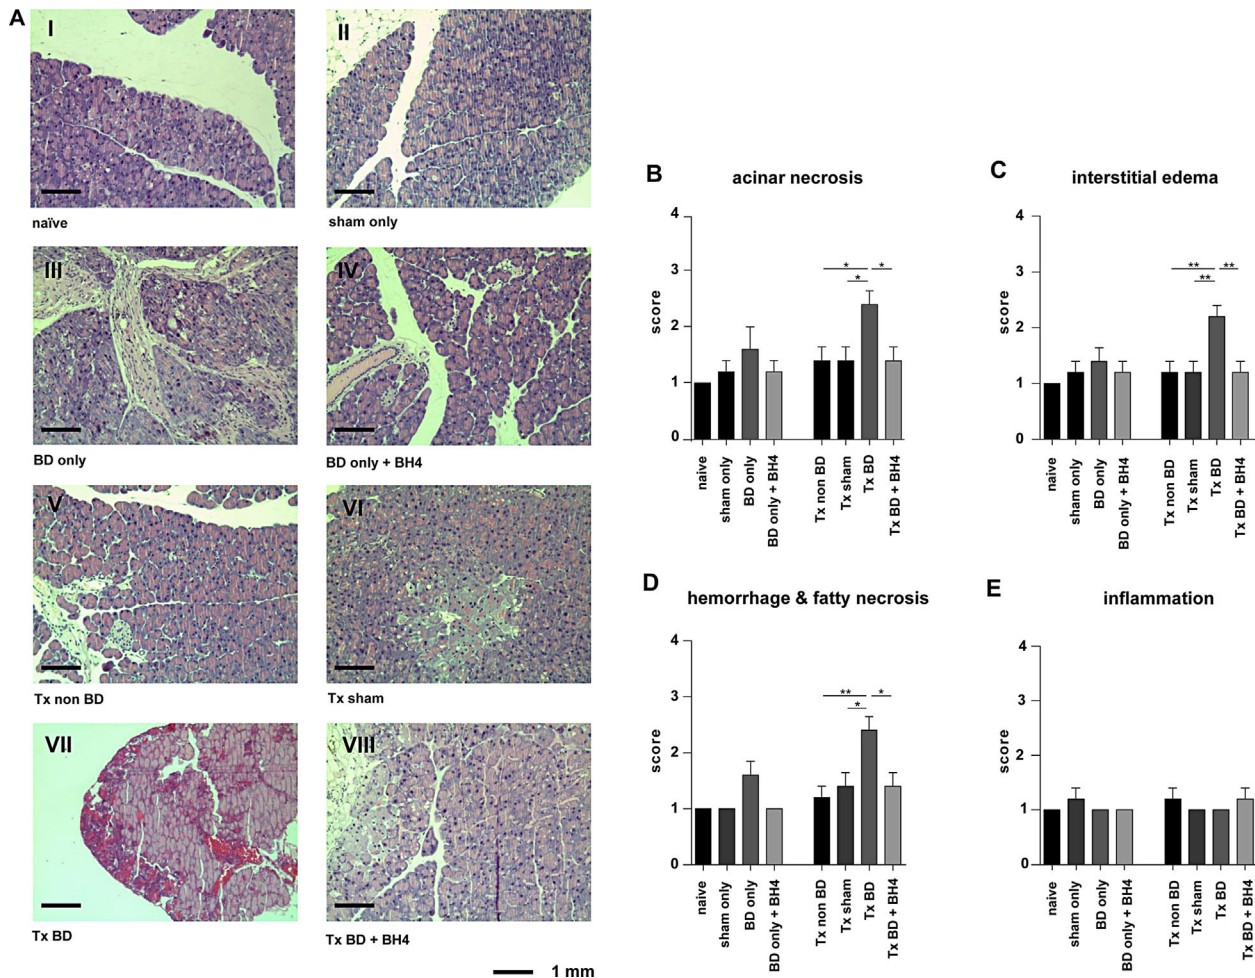 A
I
II
naïve
sham only
III
IV
BD only
BD only + BH4
V
VI
Tx non BD
Tx sham
VII
VIII
Tx BD
Tx BD + BH4
1 mm
B
acinar necrosis
4
3
2
1
0
score
* *
*
naive
sham only
BD only
BD only + BH4
Tx non BD
Tx sham
Tx BD
Tx BD + BH4
C
interstitial edema
4
3
2
1
0
score
** **
**
naive
sham only
BD only
BD only + BH4
Tx non BD
Tx sham
Tx BD
Tx BD + BH4
D
hemorrhage & fatty necrosis
4
3
2
1
0
score
** *
*
naive
sham only
BD only
BD only + BH4
Tx non BD
Tx sham
Tx BD
Tx BD + BH4
E
inflammation
4
3
2
1
0
score
naive
sham only
BD only
BD only + BH4
Tx non BD
Tx sham
Tx BD
Tx BD + BH4